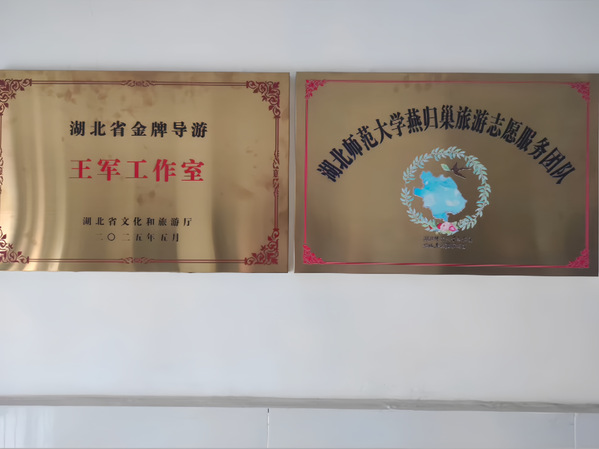 湖北省金牌导游
王军工作室
湖北省文化和旅游厅
二〇二五年五月
湖北师范大学燕归巢旅游志愿服务团队